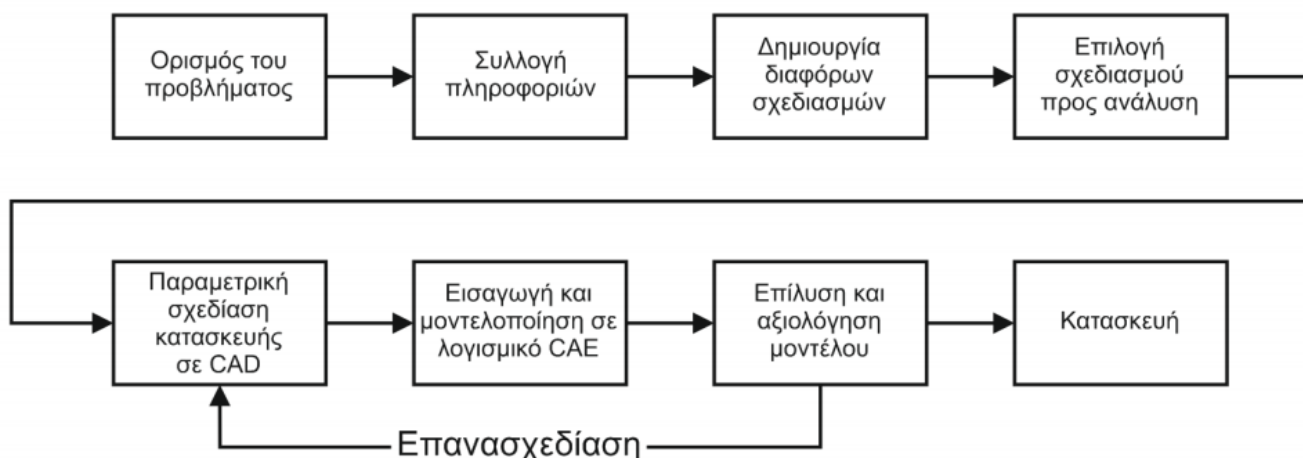 Ορισμός του
προβλήματος
Συλλογή
πληροφοριών
Δημιουργία
διαφόρων
σχεδιασμών
Επιλογή
σχεδιασμού
προς ανάλυση
Παραμετρική
σχεδίαση
κατασκευής
σε CAD
Εισαγωγή και
μοντελοποίηση σε
λογισμικό CAE
Επίλυση και
αξιολόγηση
μοντέλου
Κατασκευή
Επανασχεδίαση